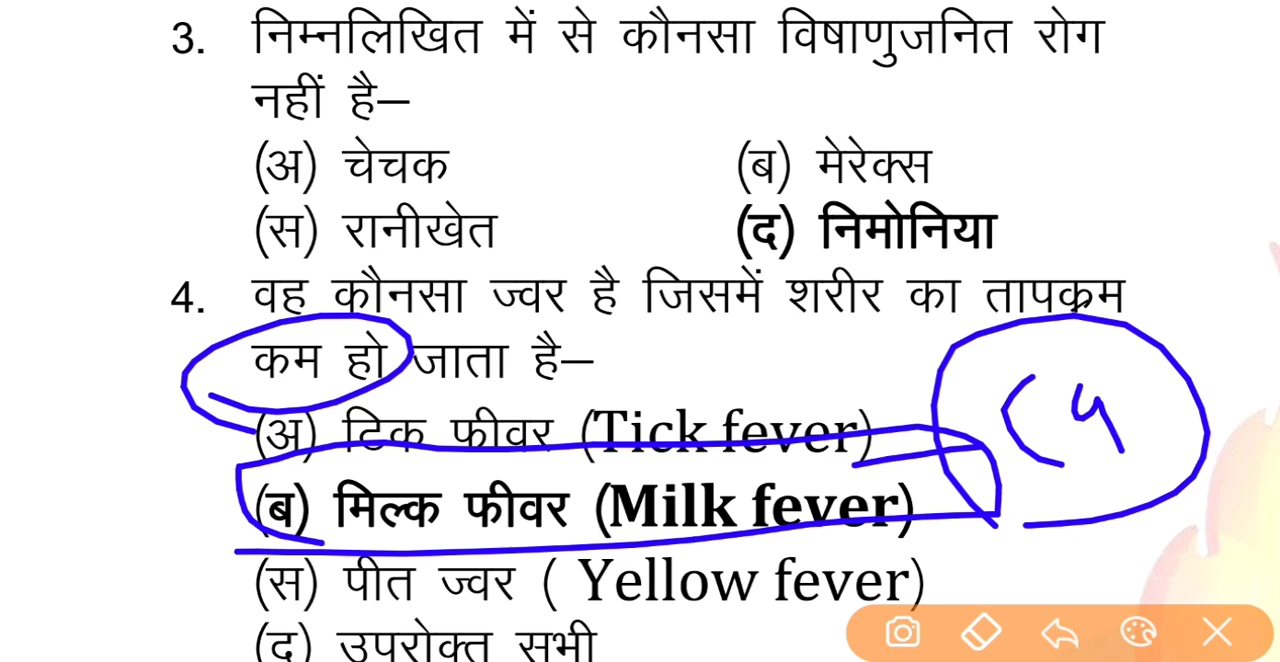 3. निम्नलिखित में से कौनसा विषाणुजनित रोग
नहीं है–
(अ) चेचक (ब) मेरेक्स
(स) रानीखेत (द) निमोनिया
4. वह कौनसा ज्वर है जिसमें शरीर का तापक्रम
कम हो जाता है–
(अ) टिक फीवर (Tick fever)
(ब) मिल्क फीवर (Milk fever)
(स) पीत ज्वर ( Yellow fever)
(द) उपरोक्त सभी